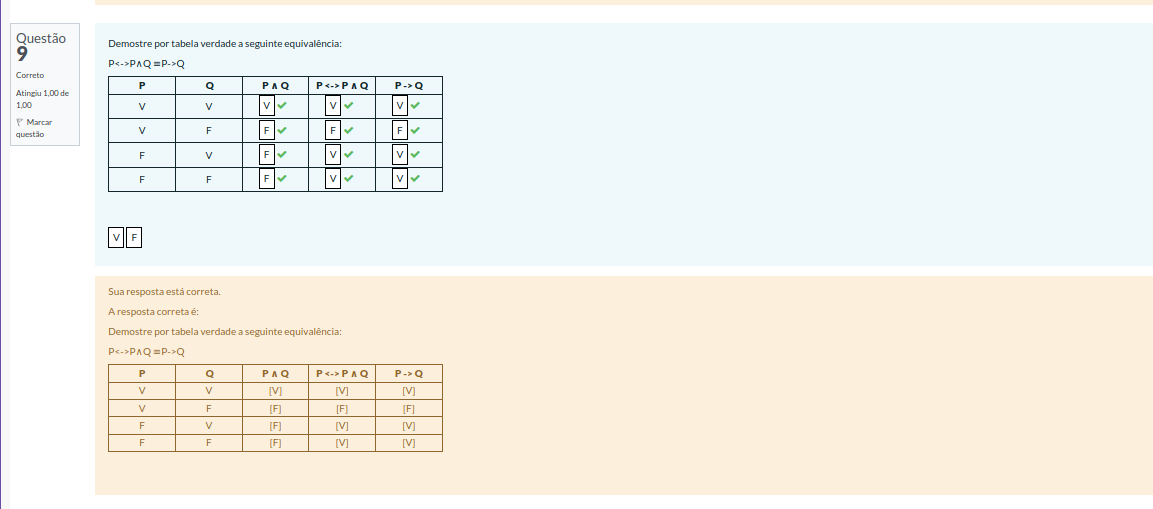 Questão
9
Correto
Atingiu 1,00 de
1,00
Marcar
questão
Demostre por tabela verdade a seguinte equivalência:
P<->P∧Q ≡P->Q
P Q P ∧ Q P <-> P ∧ Q P -> Q
V V V V V
V F F F F
F V F V V
F F F V V
V F
Sua resposta está correta.
A resposta correta é:
Demostre por tabela verdade a seguinte equivalência:
P<->P∧Q ≡P->Q
P Q P ∧ Q P <-> P ∧ Q P -> Q
V V [V] [V] [V]
V F [F] [F] [F]
F V [F] [V] [V]
F F [F] [V] [V]